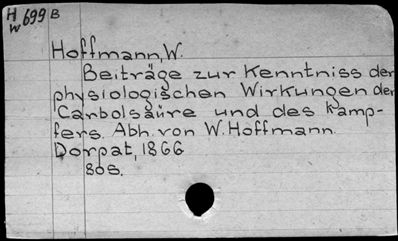 H 699 B
W
Hoffmann, W.
Beiträge zur Kenntniss der
physiologischen Wirkungen der
Carbolsäure und des Kamp-
fers. Abh. von W. Hoffmann.
Dorpat, 1866
80S.